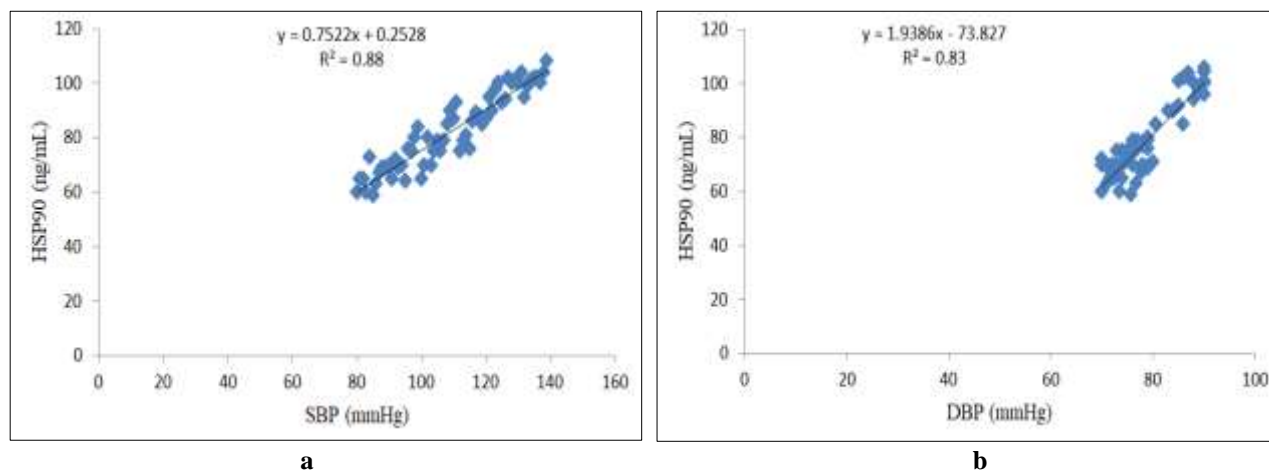 y = 0.7522x + 0.2528
R² = 0.88
HSP90 (ng/mL)
120
100
80
60
40
20
0
0 20 40 60 80 100 120 140 160
SBP (mmHg)
a
y = 1.9386x - 73.827
R² = 0.83
HSP90 (ng/mL)
120
100
80
60
40
20
0
0 20 40 60 80 100
DBP (mmHg)
b